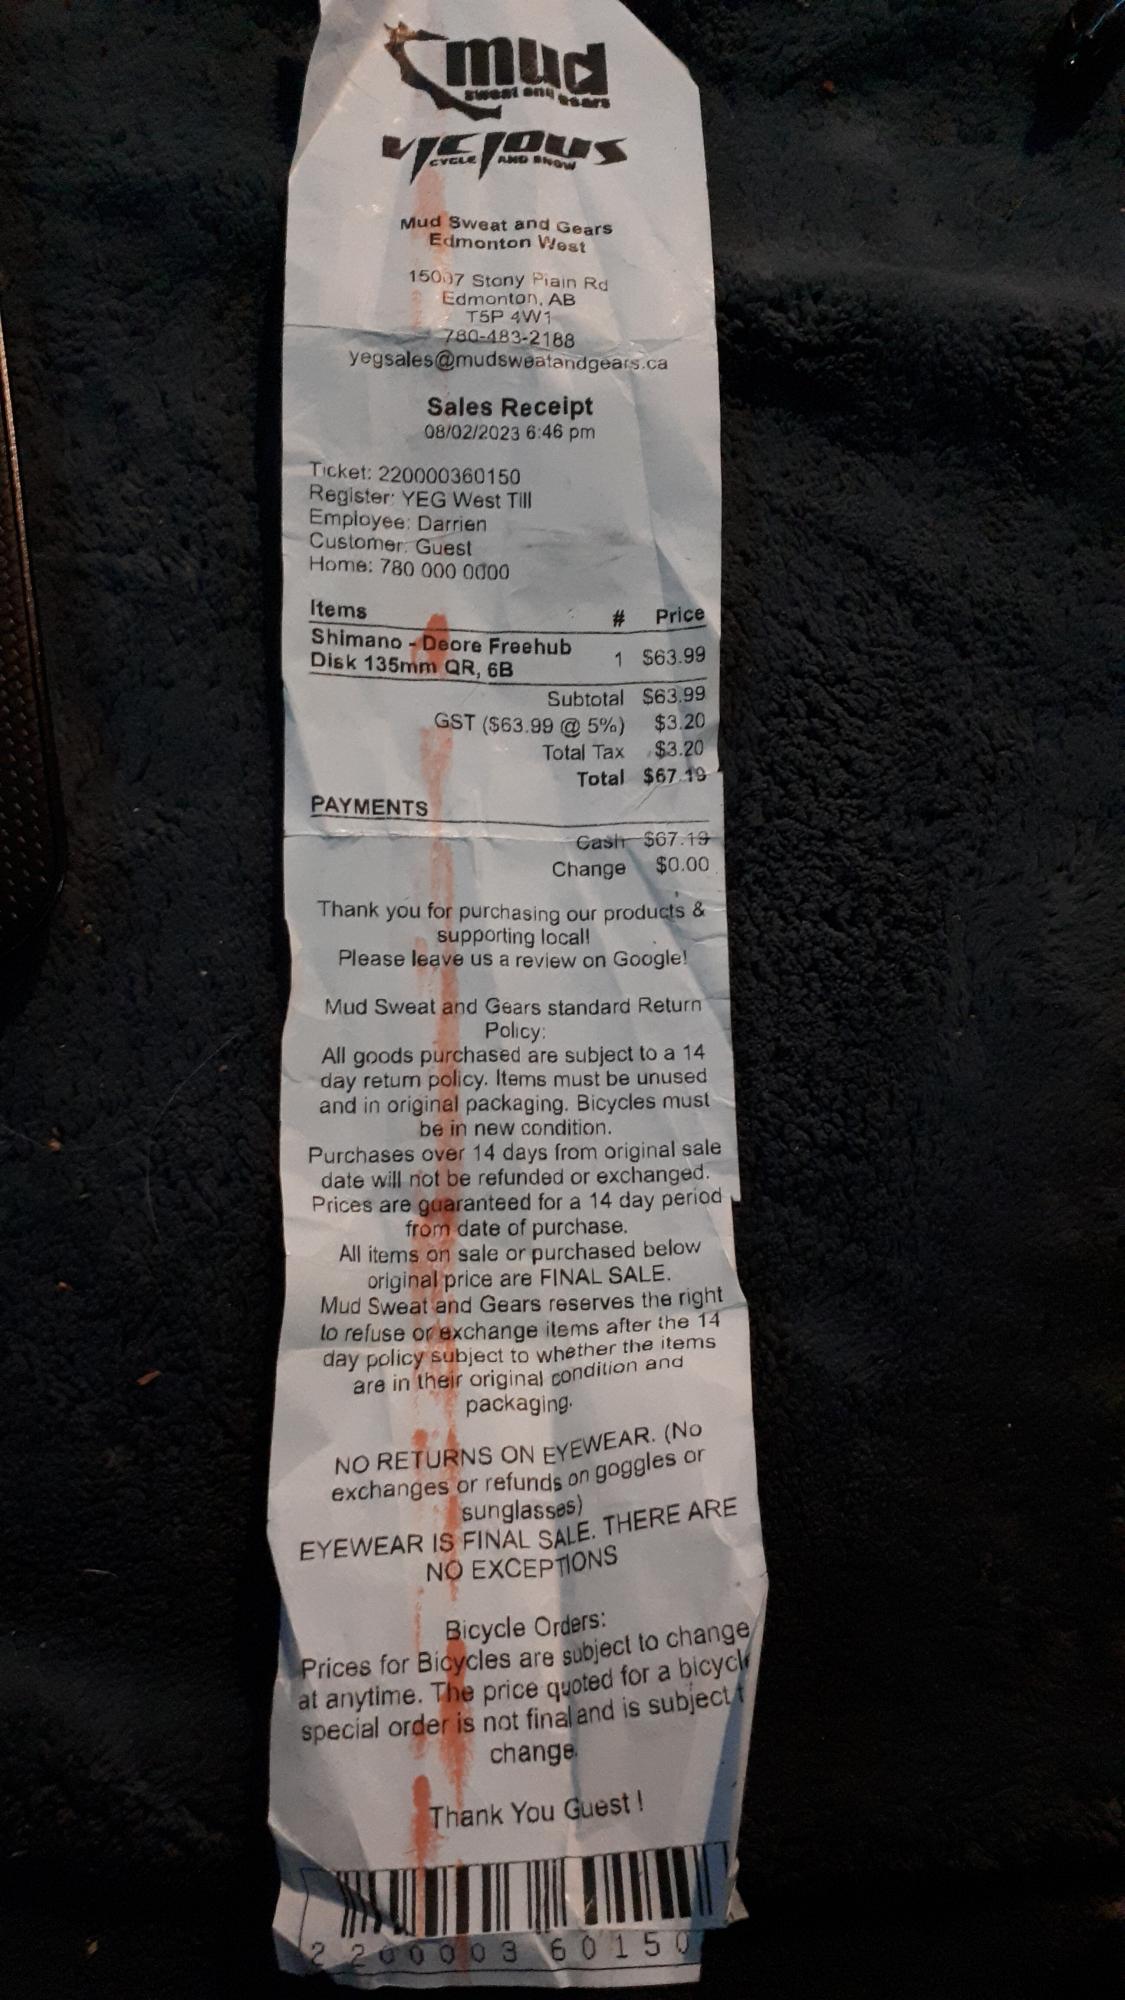 mud
sweat and gears
VICIOUS
CYCLE AND SNOW
Mud Sweat and Gears
Edmonton West
15007 Stony Plain Rd
Edmonton, AB
T5P 4W1
780-483-2188
yegsales@mudsweatandgears.ca
Sales Receipt
08/02/2023 6:46 pm
Ticket: 220000360150
Register: YEG West Till
Employee: Darrien
Customer: Guest
Home: 780 000 0000
Items # Price
Shimano - Deore Freehub
Disk 135mm QR, 6B 1 $63.99
Subtotal $63.99
GST ($63.99 @ 5%) $3.20
Total Tax $3.20
Total $67.19
PAYMENTS
Cash $67.19
Change $0.00
Thank you for purchasing our products &
supporting local!
Please leave us a review on Google!
Mud Sweat and Gears standard Return
Policy:
All goods purchased are subject to a 14
day return policy. Items must be unused
and in original packaging. Bicycles must
be in new condition.
Purchases over 14 days from original sale
date will not be refunded or exchanged.
Prices are guaranteed for a 14 day period
from date of purchase.
All items on sale or purchased below
original price are FINAL SALE.
Mud Sweat and Gears reserves the right
to refuse or exchange items after the 14
day policy subject to whether the items
are in their original condition and
packaging.
NO RETURNS ON EYEWEAR. (No
exchanges or refunds on goggles or
sunglasses)
EYEWEAR IS FINAL SALE. THERE ARE
NO EXCEPTIONS
Bicycle Orders:
Prices for Bicycles are subject to change
at anytime. The price quoted for a bicycle
special order is not final and is subject t
change.
Thank You Guest !
2 200003 60150